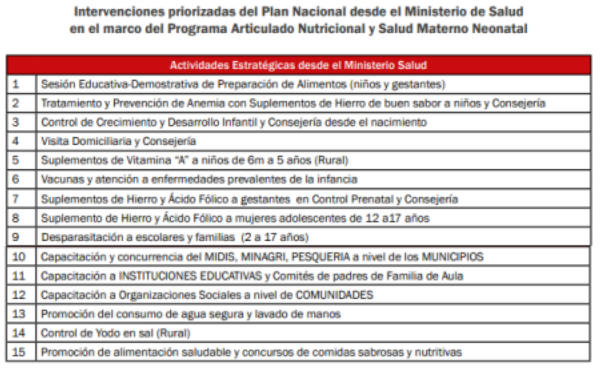 Intervenciones priorizadas del Plan Nacional desde el Ministerio de Salud
en el marco del Programa Articulado Nutricional y Salud Materno Neonatal
Actividades Estratégicas desde el Ministerio Salud
1 Sesión Educativa-Demostrativa de Preparación de Alimentos (niños y gestantes)
2 Tratamiento y Prevención de Anemia con Suplementos de Hierro de buen sabor a niños y Consejería
3 Control de Crecimiento y Desarrollo Infantil y Consejería desde el nacimiento
4 Visita Domiciliaria y Consejería
5 Suplementos de Vitamina “A” a niños de 6m a 5 años (Rural)
6 Vacunas y atención a enfermedades prevalentes de la infancia
7 Suplementos de Hierro y Ácido Fólico a gestantes en Control Prenatal y Consejería
8 Suplemento de Hierro y Ácido Fólico a mujeres adolescentes de 12 a17 años
9 Desparasitación a escolares y familias (2 a 17 años)
10 Capacitación y concurrencia del MIDIS, MINAGRI, PESQUERIA a nivel de los MUNICIPIOS
11 Capacitación a INSTITUCIONES EDUCATIVAS y Comités de padres de Familia de Aula
12 Capacitación a Organizaciones Sociales a nivel de COMUNIDADES
13 Promoción del consumo de agua segura y lavado de manos
14 Control de Yodo en sal (Rural)
15 Promoción de alimentación saludable y concursos de comidas sabrosas y nutritivas